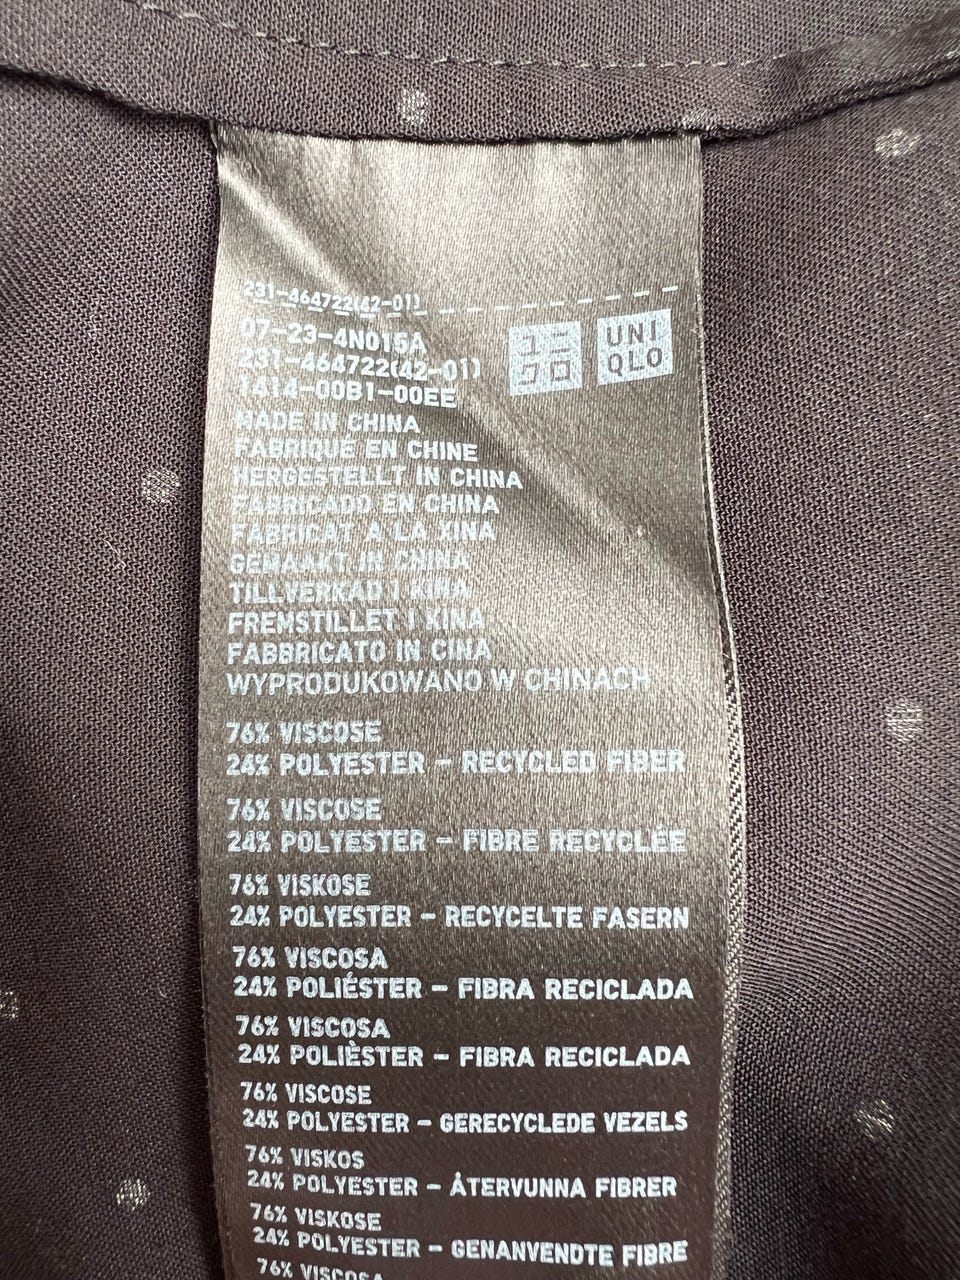 231-464722(42-01)
07-23-4N015A
231-464722(42-01)
1414-00B1-00EE
ユニ
クロ
UNI
QLO
MADE IN CHINA
FABRIQUÉ EN CHINE
HERGESTELLT IN CHINA
FABRICADO EN CHINA
FABRICAT A LA XINA
GEMAAKT IN CHINA
TILLVERKAD I KINA
FREMSTILLET I KINA
FABBRICATO IN CINA
WYPRODUKOWANO W CHINACH
76% VISCOSE
24% POLYESTER – RECYCLED FIBER
76% VISCOSE
24% POLYESTER – FIBRE RECYCLÉE
76% VISKOSE
24% POLYESTER – RECYCELTE FASERN
76% VISCOSA
24% POLIÉSTER – FIBRA RECICLADA
76% VISCOSA
24% POLIÈSTER – FIBRA RECICLADA
76% VISCOSE
24% POLYESTER – GERECYCLEDE VEZELS
76% VISKOS
24% POLYESTER – ÅTERVUNNA FIBRER
76% VISKOSE
24% POLYESTER – GENANVENDTE FIBRE
76% VISCOSA